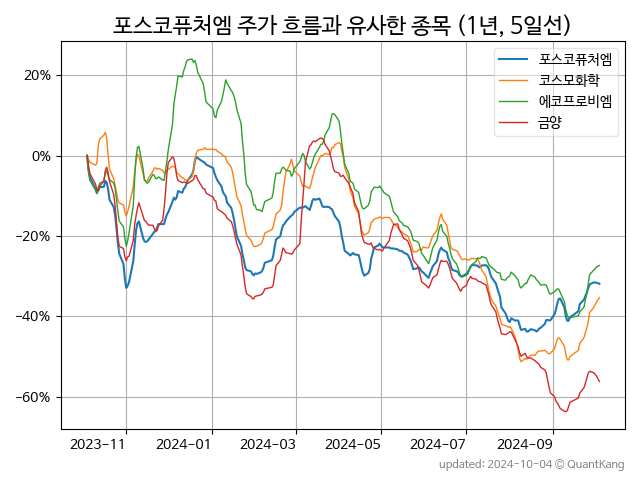 포스코퓨처엠 주가 흐름과 유사한 종목 (1년, 5일선)
포스코퓨처엠
코스모화학
에코프로비엠
금양
20%
0%
−20%
−40%
−60%
2023-11
2024-01
2024-03
2024-05
2024-07
2024-09
updated: 2024-10-04 © QuantKang